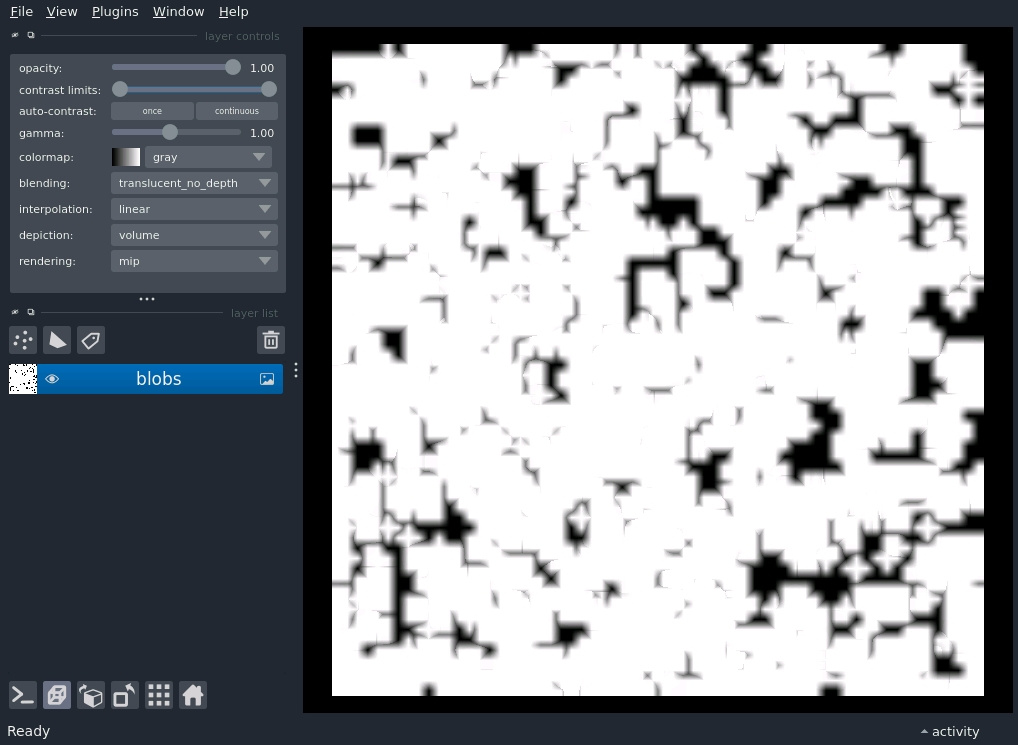 File View Plugins Window Help
layer controls
opacity: 1.00
contrast limits:
auto-contrast: once continuous
gamma: 1.00
colormap: gray
blending: translucent_no_depth
interpolation: linear
depiction: volume
rendering: mip
layer list
blobs
Ready activity